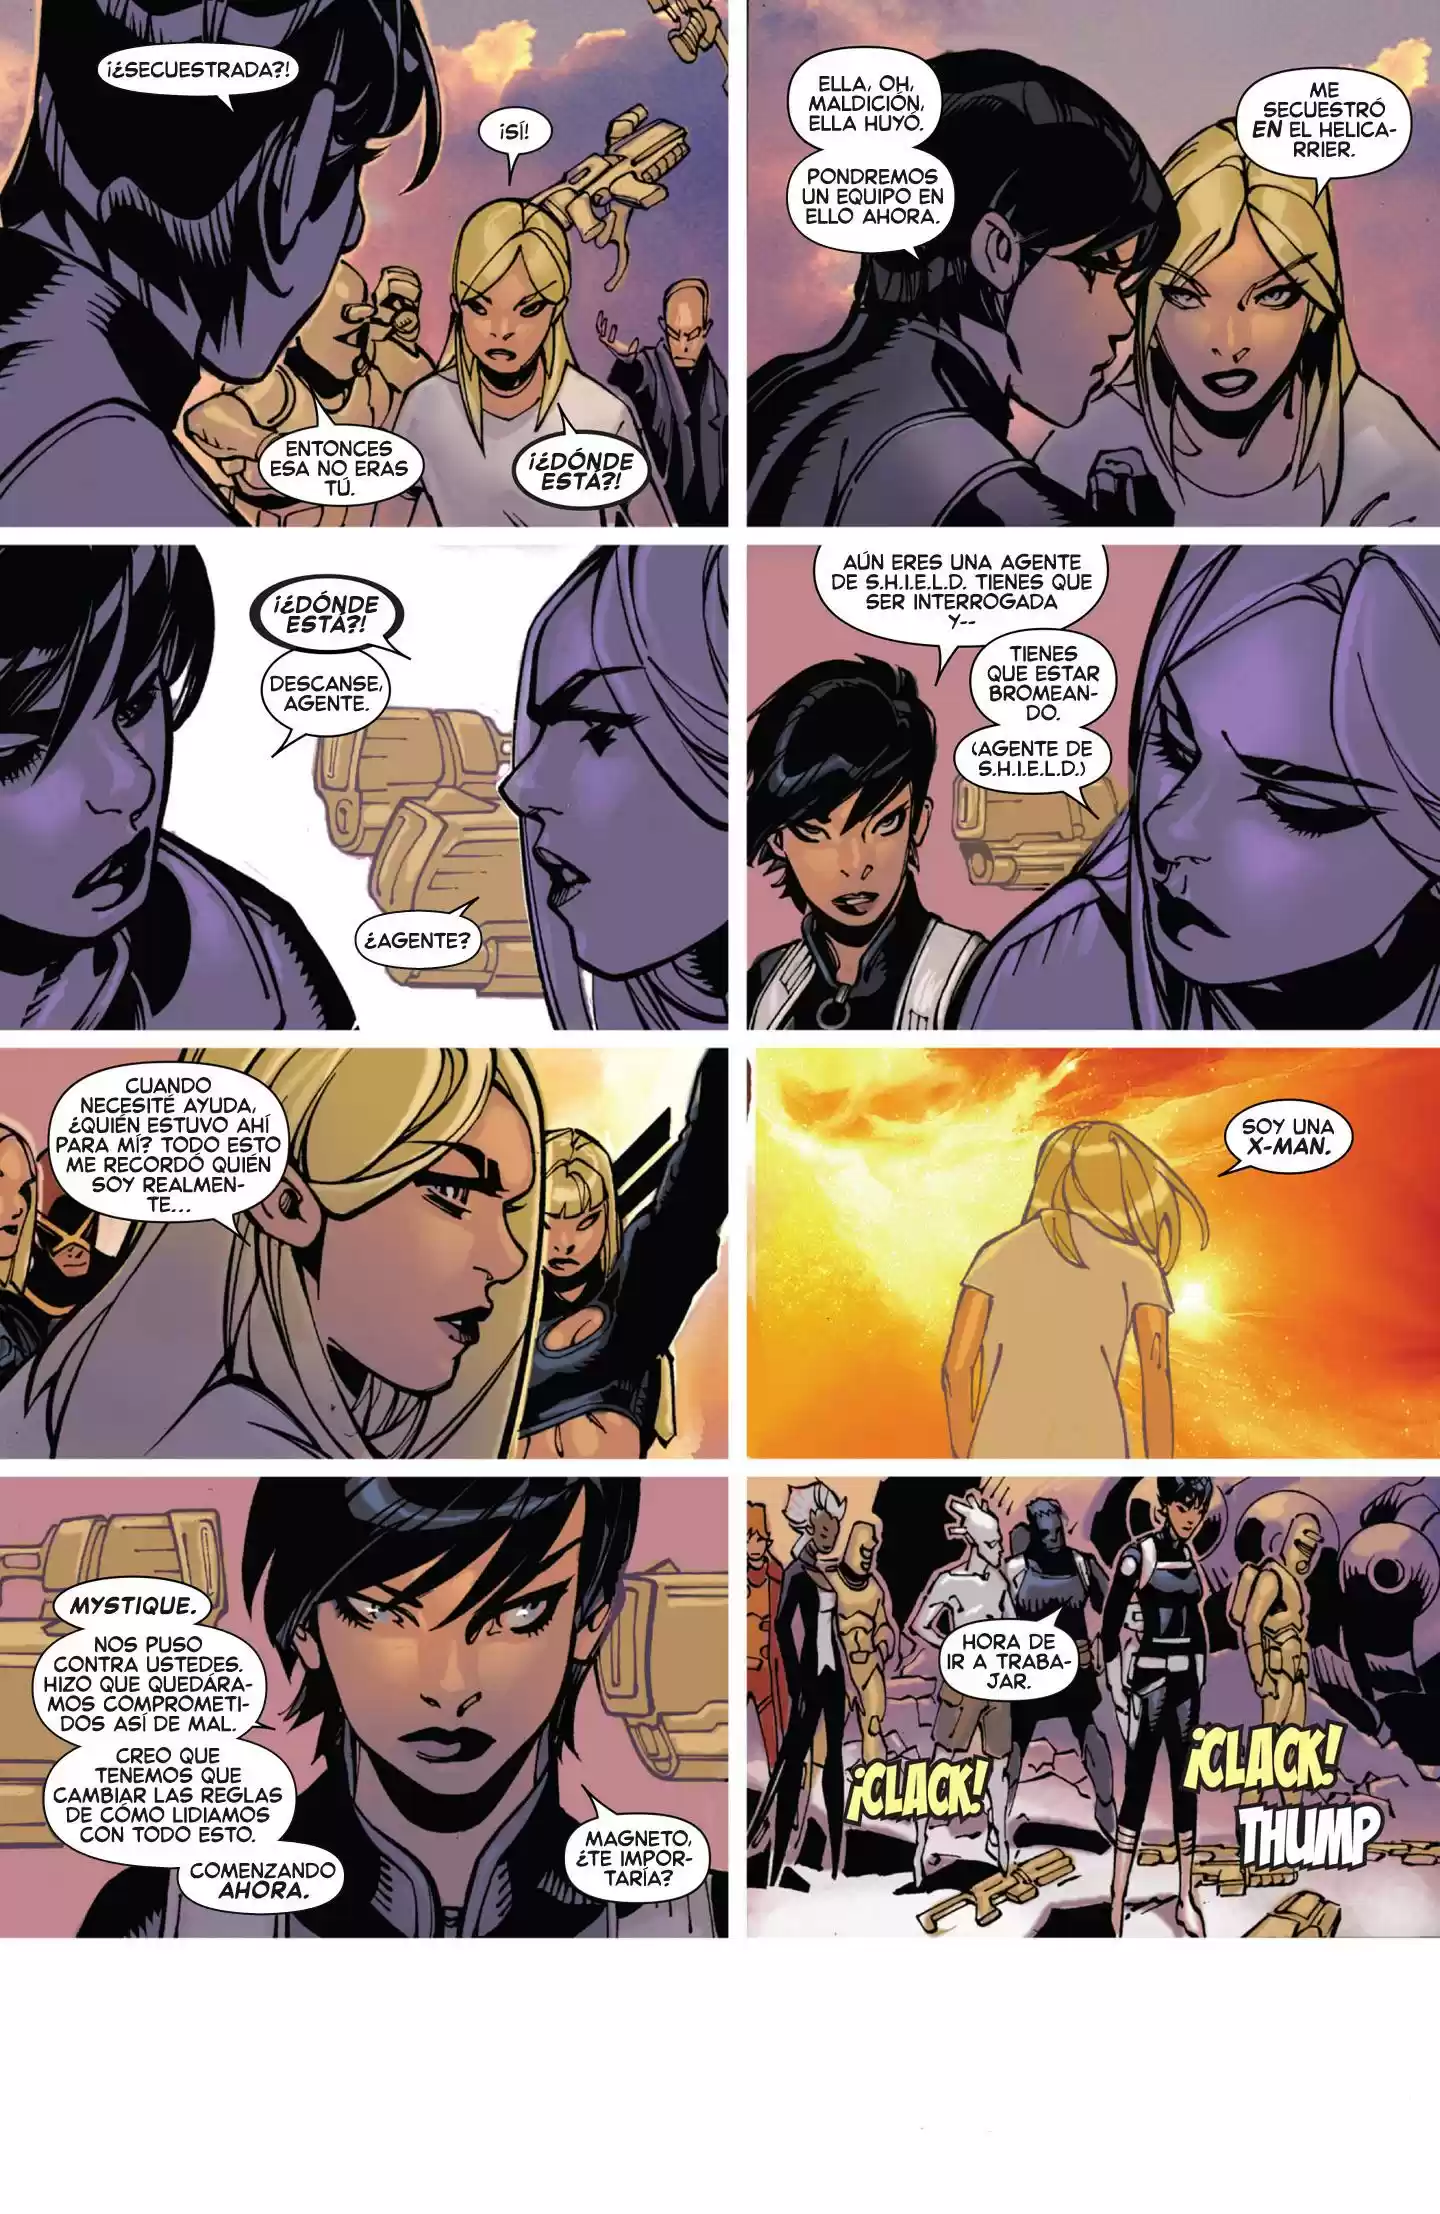 ¡¿SECUESTRADA?!
¡SÍ!
ENTONCES
ESA NO ERAS
TÚ.
¡¿DÓNDE
ESTÁ?!
ELLA, OH,
MALDICIÓN,
ELLA HUYÓ.
PONDREMOS
UN EQUIPO EN
ELLO AHORA.
ME
SECUESTRÓ
EN EL HELICA-
RRIER.
¡¿DÓNDE
ESTÁ?!
DESCANSE,
AGENTE.
¿AGENTE?
AÚN ERES UNA AGENTE
DE S.H.I.E.L.D. TIENES QUE
SER INTERROGADA
Y--
TIENES
QUE ESTAR
BROMEAN-
DO.
(AGENTE DE
S.H.I.E.L.D.)
CUANDO
NECESITÉ AYUDA,
¿QUIÉN ESTUVO AHÍ
PARA MÍ? TODO ESTO
ME RECORDÓ QUIÉN
SOY REALMEN-
TE...
SOY UNA
X-MAN.
MYSTIQUE.
NOS PUSO
CONTRA USTEDES.
HIZO QUE QUEDÁRA-
MOS COMPROMETI-
DOS ASÍ DE MAL.
CREO QUE
TENEMOS QUE
CAMBIAR LAS REGLAS
DE CÓMO LIDIAMOS
CON TODO ESTO.
COMENZANDO
AHORA.
MAGNETO,
¿TE IMPOR-
TARÍA?
HORA DE
IR A TRABA-
JAR.
¡CLACK!
¡CLACK!
THUMP